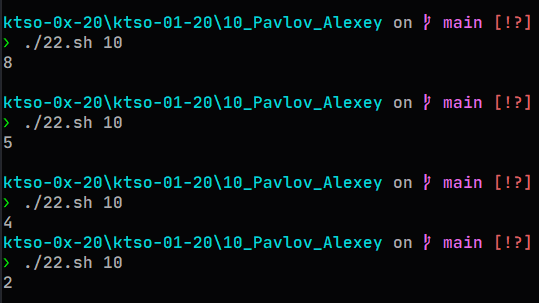 ktso-0x-20\ktso-01-20\10_Pavlov_Alexey on ᚠ main [!?]
❯ ./22.sh 10
8
ktso-0x-20\ktso-01-20\10_Pavlov_Alexey on ᚠ main [!?]
❯ ./22.sh 10
5
ktso-0x-20\ktso-01-20\10_Pavlov_Alexey on ᚠ main [!?]
❯ ./22.sh 10
4
ktso-0x-20\ktso-01-20\10_Pavlov_Alexey on ᚠ main [!?]
❯ ./22.sh 10
2